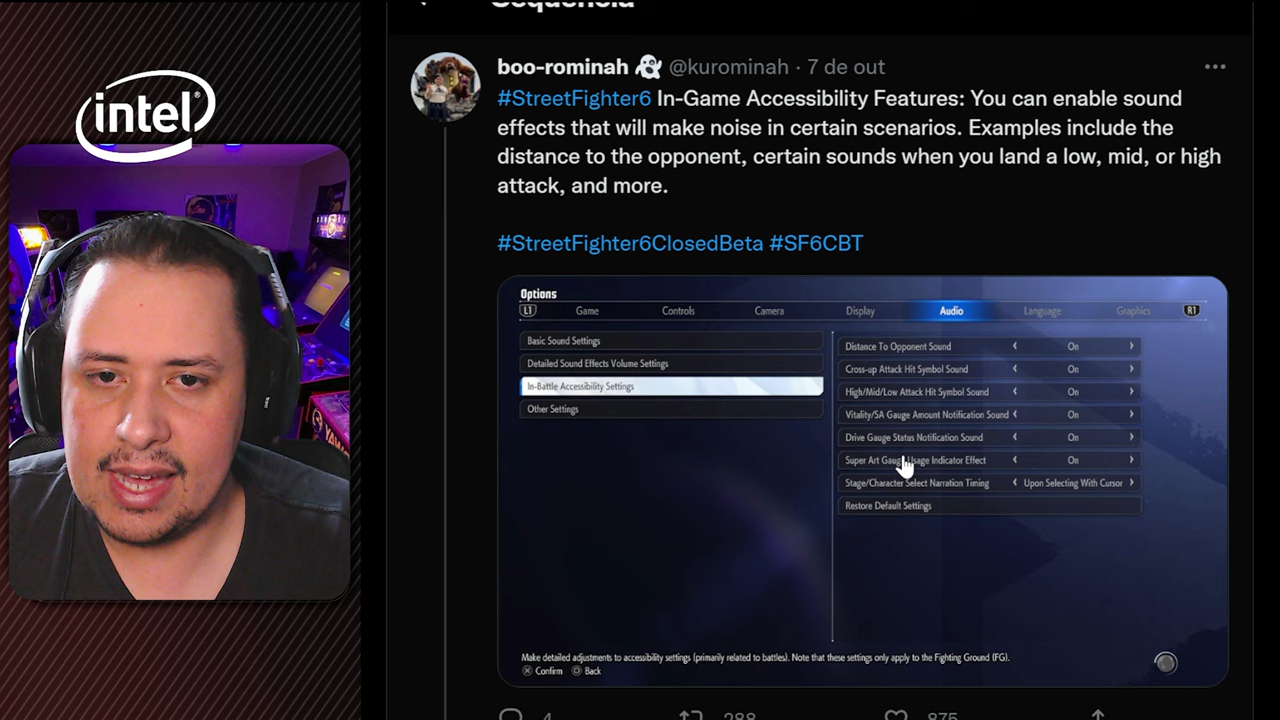 Sequência
intel
boo-rominah @kurominah · 7 de out
#StreetFighter6 In-Game Accessibility Features: You can enable sound
effects that will make noise in certain scenarios. Examples include the
distance to the opponent, certain sounds when you land a low, mid, or high
attack, and more.
#StreetFighter6ClosedBeta #SF6CBT
Options
L1 Game Controls Camera Display Audio Language Graphics R1
Basic Sound Settings
Detailed Sound Effects Volume Settings
In-Battle Accessibility Settings
Other Settings
Distance To Opponent Sound On
Cross-up Attack Hit Symbol Sound On
High/Mid/Low Attack Hit Symbol Sound On
Vitality/SA Gauge Amount Notification Sound On
Drive Gauge Status Notification Sound On
Super Art Gauge Usage Indicator Effect On
Stage/Character Select Narration Timing Upon Selecting With Cursor
Restore Default Settings
Make detailed adjustments to accessibility settings (primarily related to battles). Note that these settings only apply to the Fighting Ground (FG).
Confirm Back
4 288 875